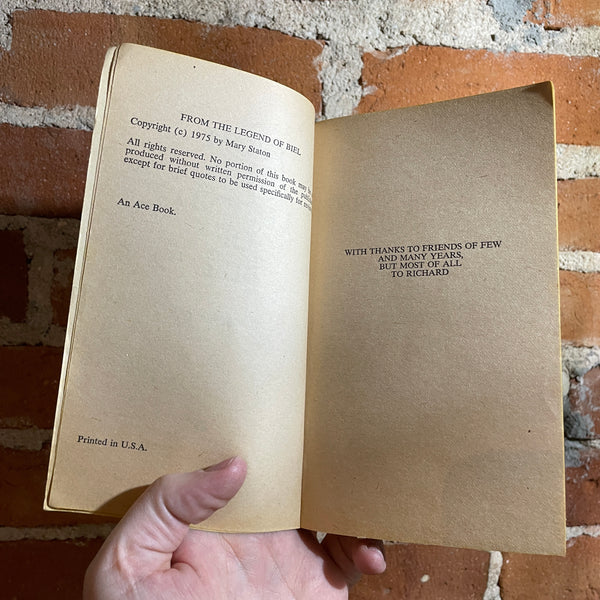 FROM THE LEGEND OF BIEL
Copyright (c) 1975 by Mary Staton
All rights reserved. No portion of this book may be
produced without written permission of the
except for brief quotes to be used specifically for
An Ace Book.
Printed in U.S.A.
WITH THANKS TO FRIENDS OF FEW
AND MANY YEARS,
BUT MOST OF ALL
TO RICHARD